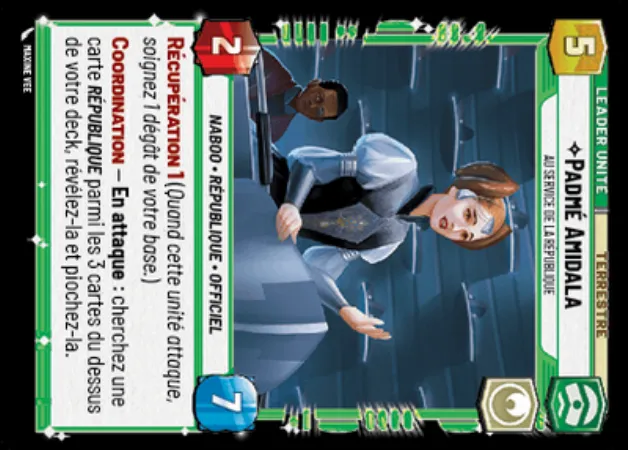 LEADER UNITÉ
TERRESTRE
5
PADMÉ AMIDALA
AU SERVICE DE LA RÉPUBLIQUE
2
7
NABOO • RÉPUBLIQUE • OFFICIEL
RÉCUPÉRATION 1 (Quand cette unité attaque,
soignez 1 dégât de votre base.)
COORDINATION – En attaque : cherchez une
carte RÉPUBLIQUE parmi les 3 cartes du dessus
de votre deck, révélez-la et piochez-la.
MAXINE VEE